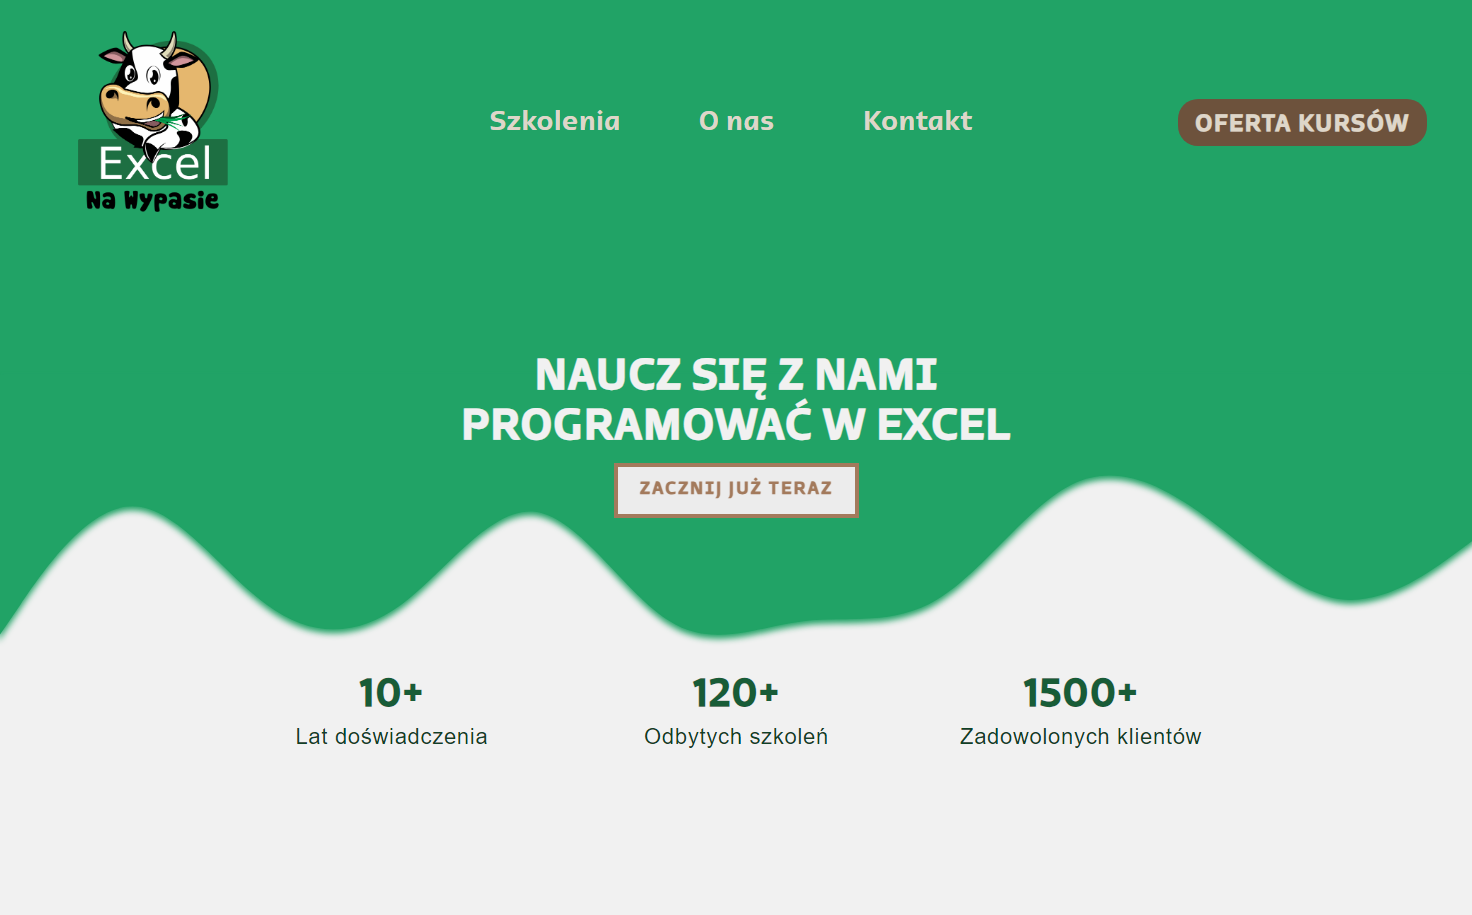 Excel
Na Wypasie
Szkolenia
O nas
Kontakt
OFERTA KURSÓW
NAUCZ SIĘ Z NAMI
PROGRAMOWAĆ W EXCEL
ZACZNIJ JUŻ TERAZ
10+
Lat doświadczenia
120+
Odbytych szkoleń
1500+
Zadowolonych klientów